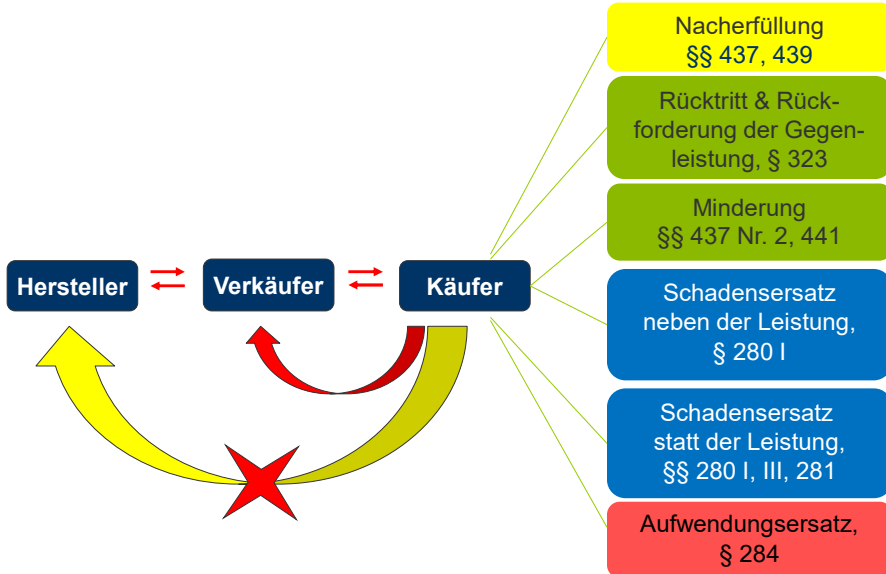 Nacherfüllung
§§ 437, 439
Rücktritt & Rück-
forderung der Gegen-
leistung, § 323
Minderung
§§ 437 Nr. 2, 441
Hersteller
Verkäufer
Käufer
Schadensersatz
neben der Leistung,
§ 280 I
Schadensersatz
statt der Leistung,
§§ 280 I, III, 281
Aufwendungsersatz,
§ 284